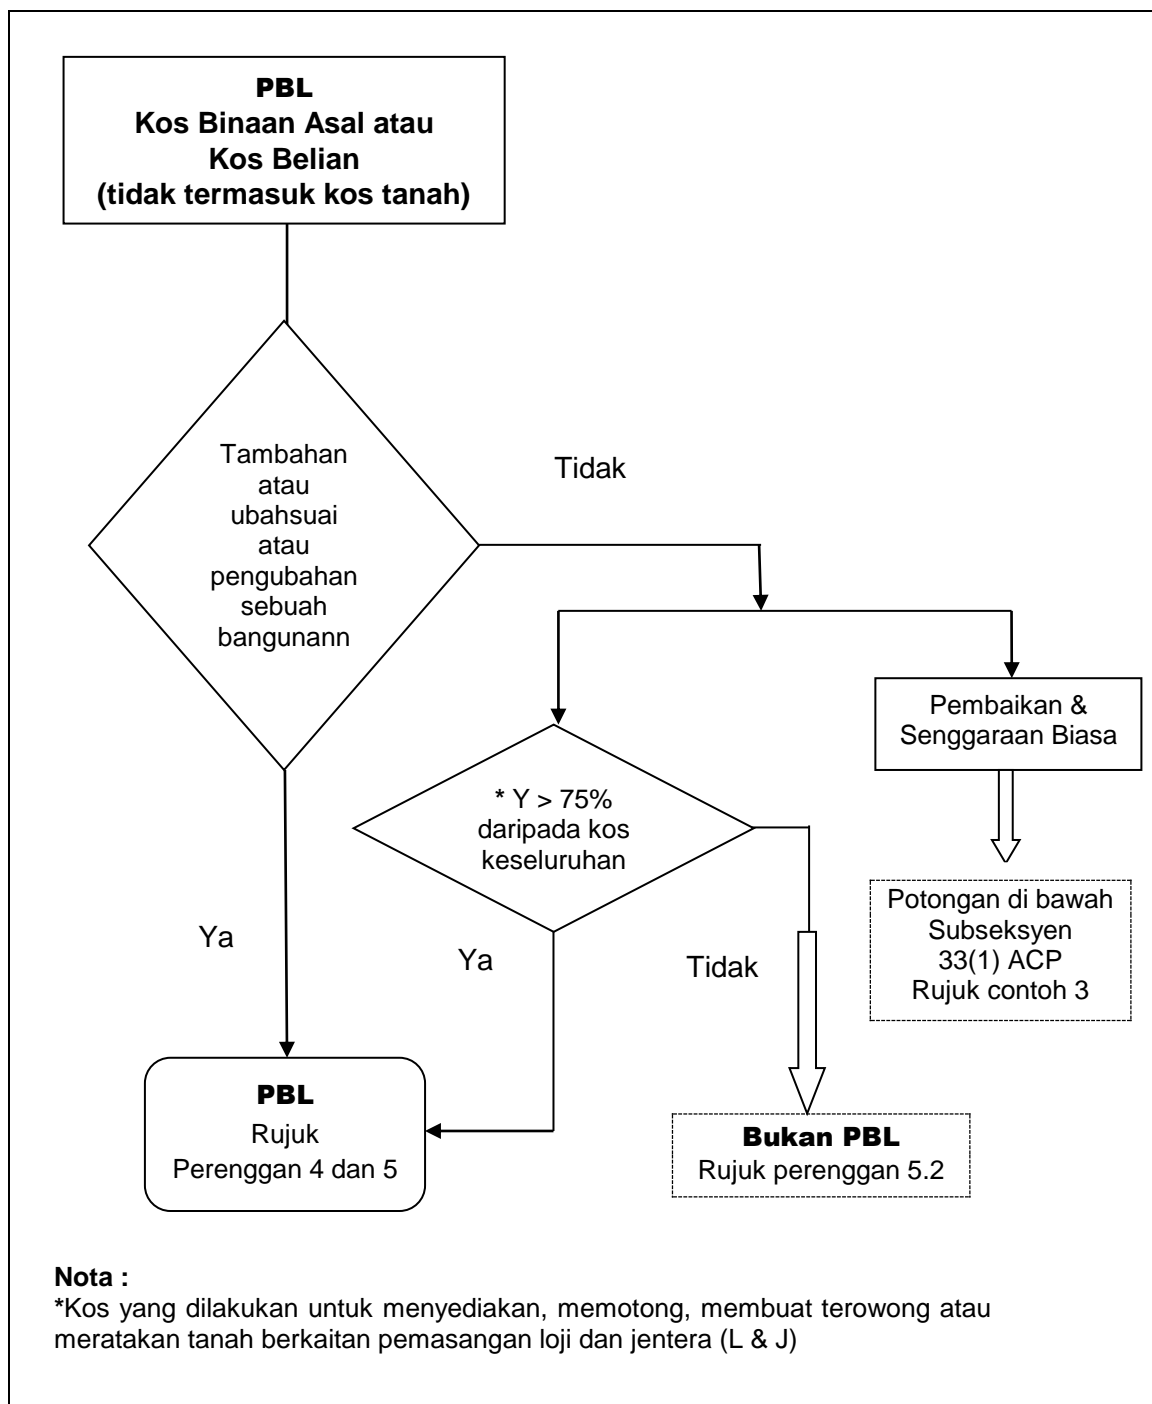 PBL
Kos Binaan Asal atau
Kos Belian
(tidak termasuk kos tanah)
Tambahan
atau
ubahsuai
atau
pengubahan
sebuah
bangunann
Tidak
Pembaikan &
Senggaraan Biasa
* Y > 75%
daripada kos
keseluruhan
Potongan di bawah
Subseksyen
33(1) ACP
Rujuk contoh 3
Ya
Ya
Tidak
PBL
Rujuk
Perenggan 4 dan 5
Bukan PBL
Rujuk perenggan 5.2
Nota :
*Kos yang dilakukan untuk menyediakan, memotong, membuat terowong atau
meratakan tanah berkaitan pemasangan loji dan jentera (L & J)